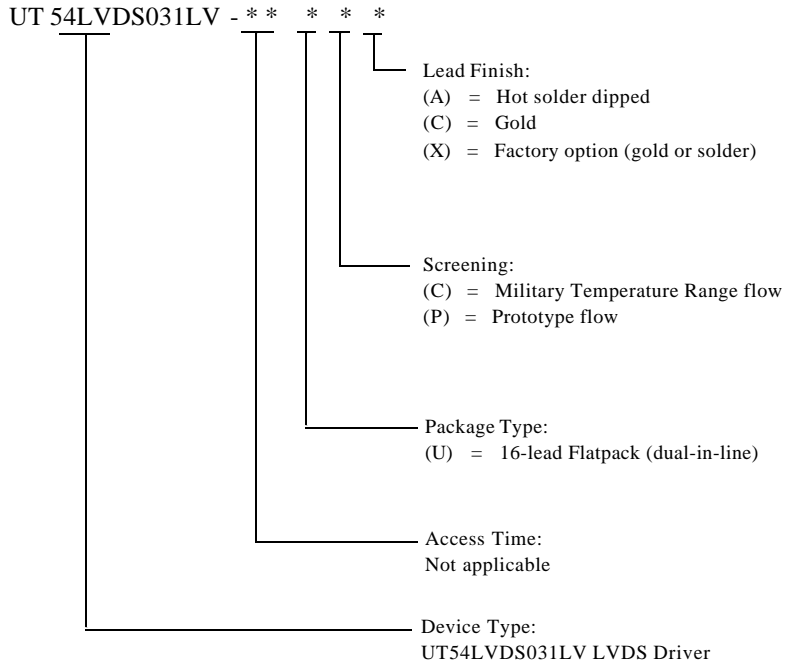 UT 54LVDS031LV - * * * * *
Lead Finish:
(A) = Hot solder dipped
(C) = Gold
(X) = Factory option (gold or solder)
Screening:
(C) = Military Temperature Range flow
(P) = Prototype flow
Package Type:
(U) = 16-lead Flatpack (dual-in-line)
Access Time:
Not applicable
Device Type:
UT54LVDS031LV LVDS Driver